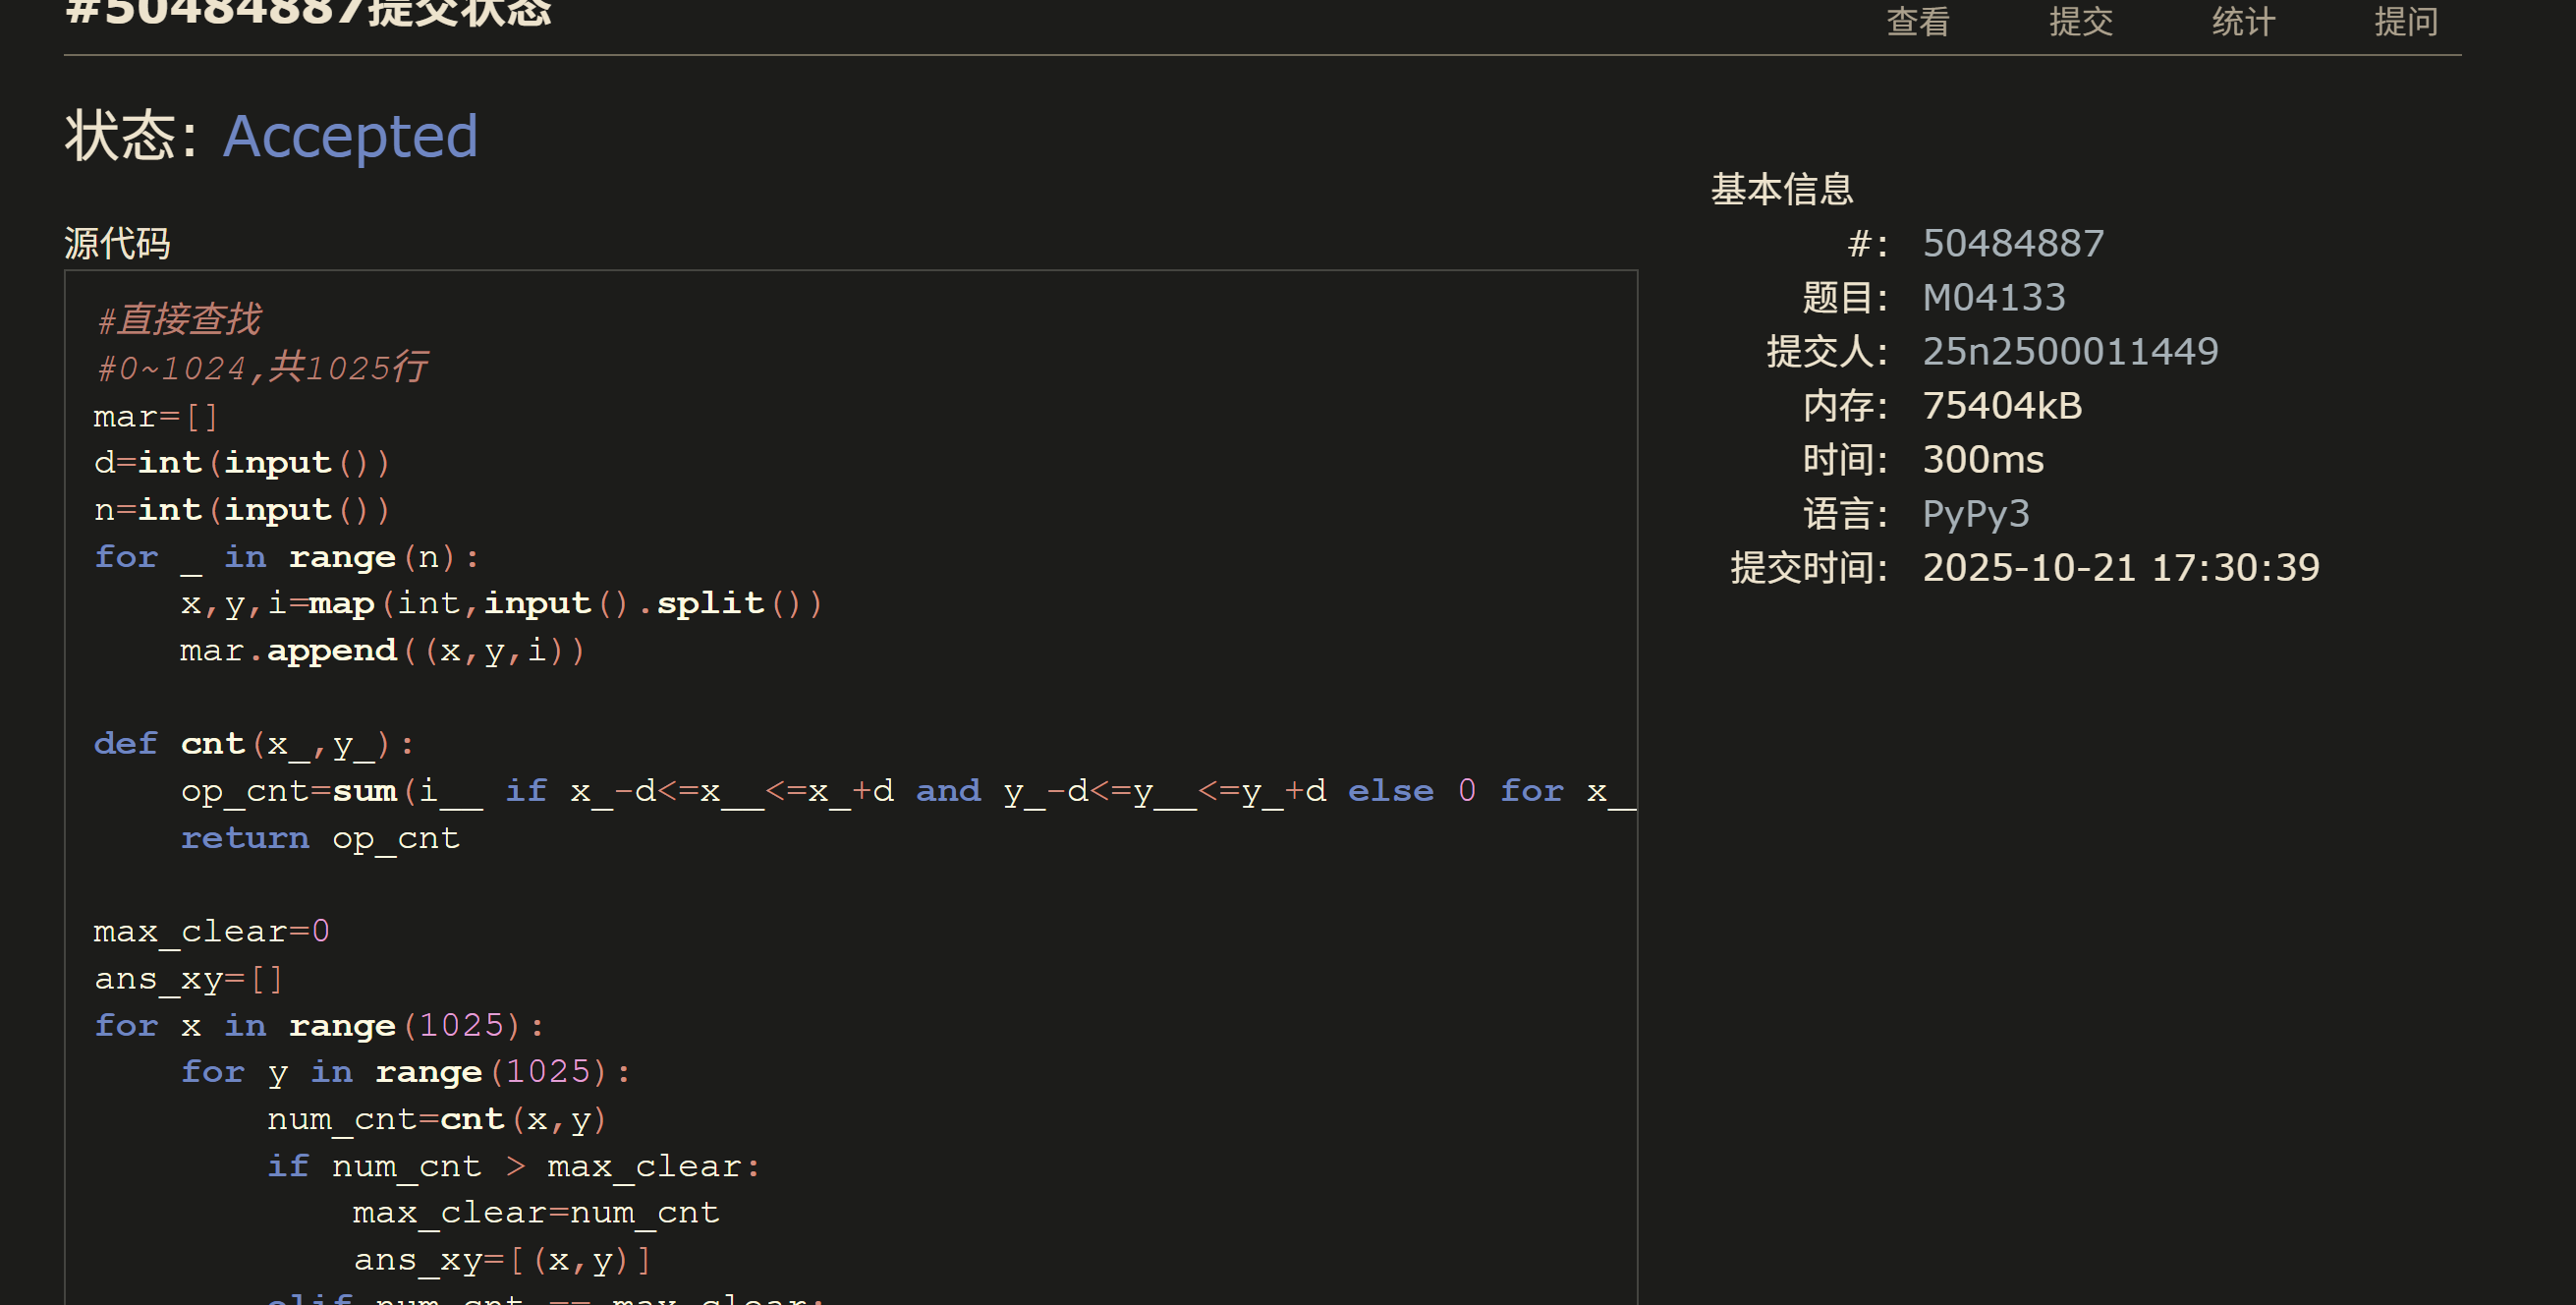 #50484887提交状态
查看 提交 统计 提问
状态: Accepted
源代码
#直接查找
#0~1024,共1025行
mar=[]
d=int(input())
n=int(input())
for _ in range(n):
    x,y,i=map(int,input().split())
    mar.append((x,y,i))
def cnt(x_,y_):
    op_cnt=sum(i__ if x_-d<=x__<=x_+d and y_-d<=y__<=y_+d else 0 for x__
    return op_cnt
max_clear=0
ans_xy=[]
for x in range(1025):
    for y in range(1025):
        num_cnt=cnt(x,y)
        if num_cnt > max_clear:
            max_clear=num_cnt
            ans_xy=[(x,y)]
        elif num_cnt == max_clear:
基本信息
#: 50484887
题目: M04133
提交人: 25n2500011449
内存: 75404kB
时间: 300ms
语言: PyPy3
提交时间: 2025-10-21 17:30:39